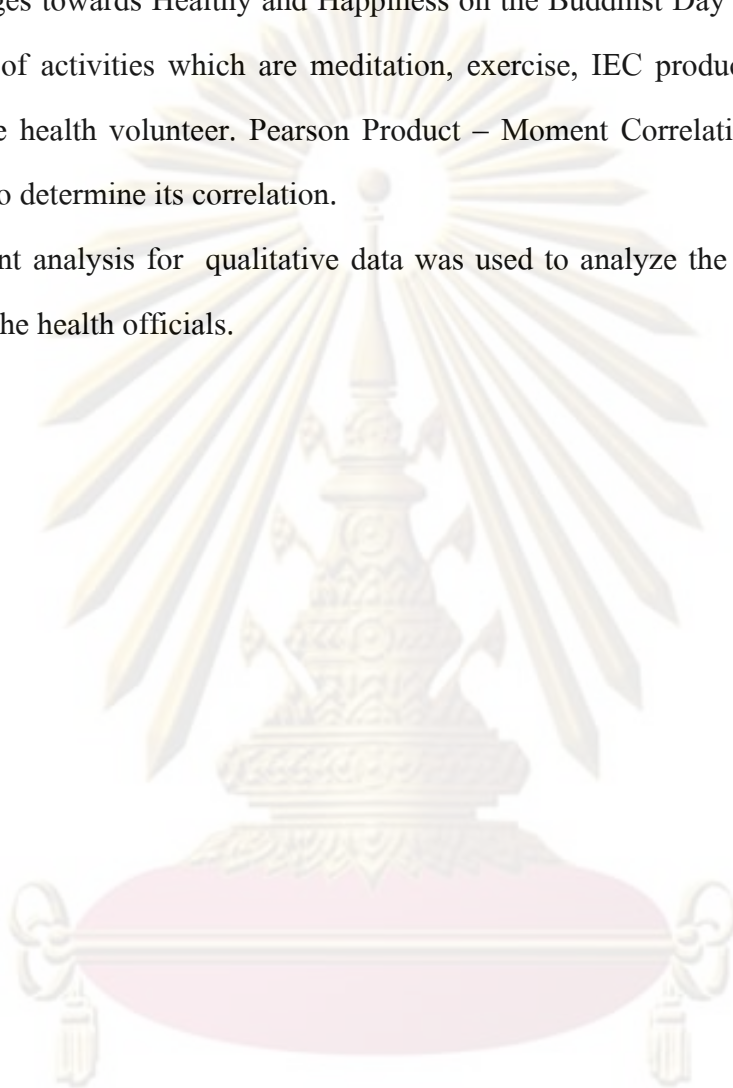 ges towards Healthy and Happiness on the Buddhist Day
of activities which are meditation, exercise, IEC produc
e health volunteer. Pearson Product – Moment Correlati
o determine its correlation.
nt analysis for qualitative data was used to analyze the
he health officials.